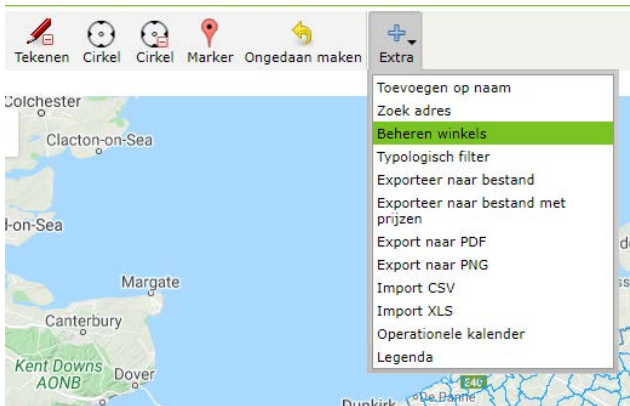 Tekenen Cirkel Cirkel Marker Ongedaan maken Extra
Toevoegen op naam
Zoek adres
Beheren winkels
Typologisch filter
Exporteer naar bestand
Exporteer naar bestand met
prijzen
Export naar PDF
Export naar PNG
Import CSV
Import XLS
Operationele kalender
Legenda
Colchester
Clacton-on-Sea
d-on-Sea
Margate
Canterbury
Kent Downs
AONB
Dover
Dunkirk
De Panne
E40